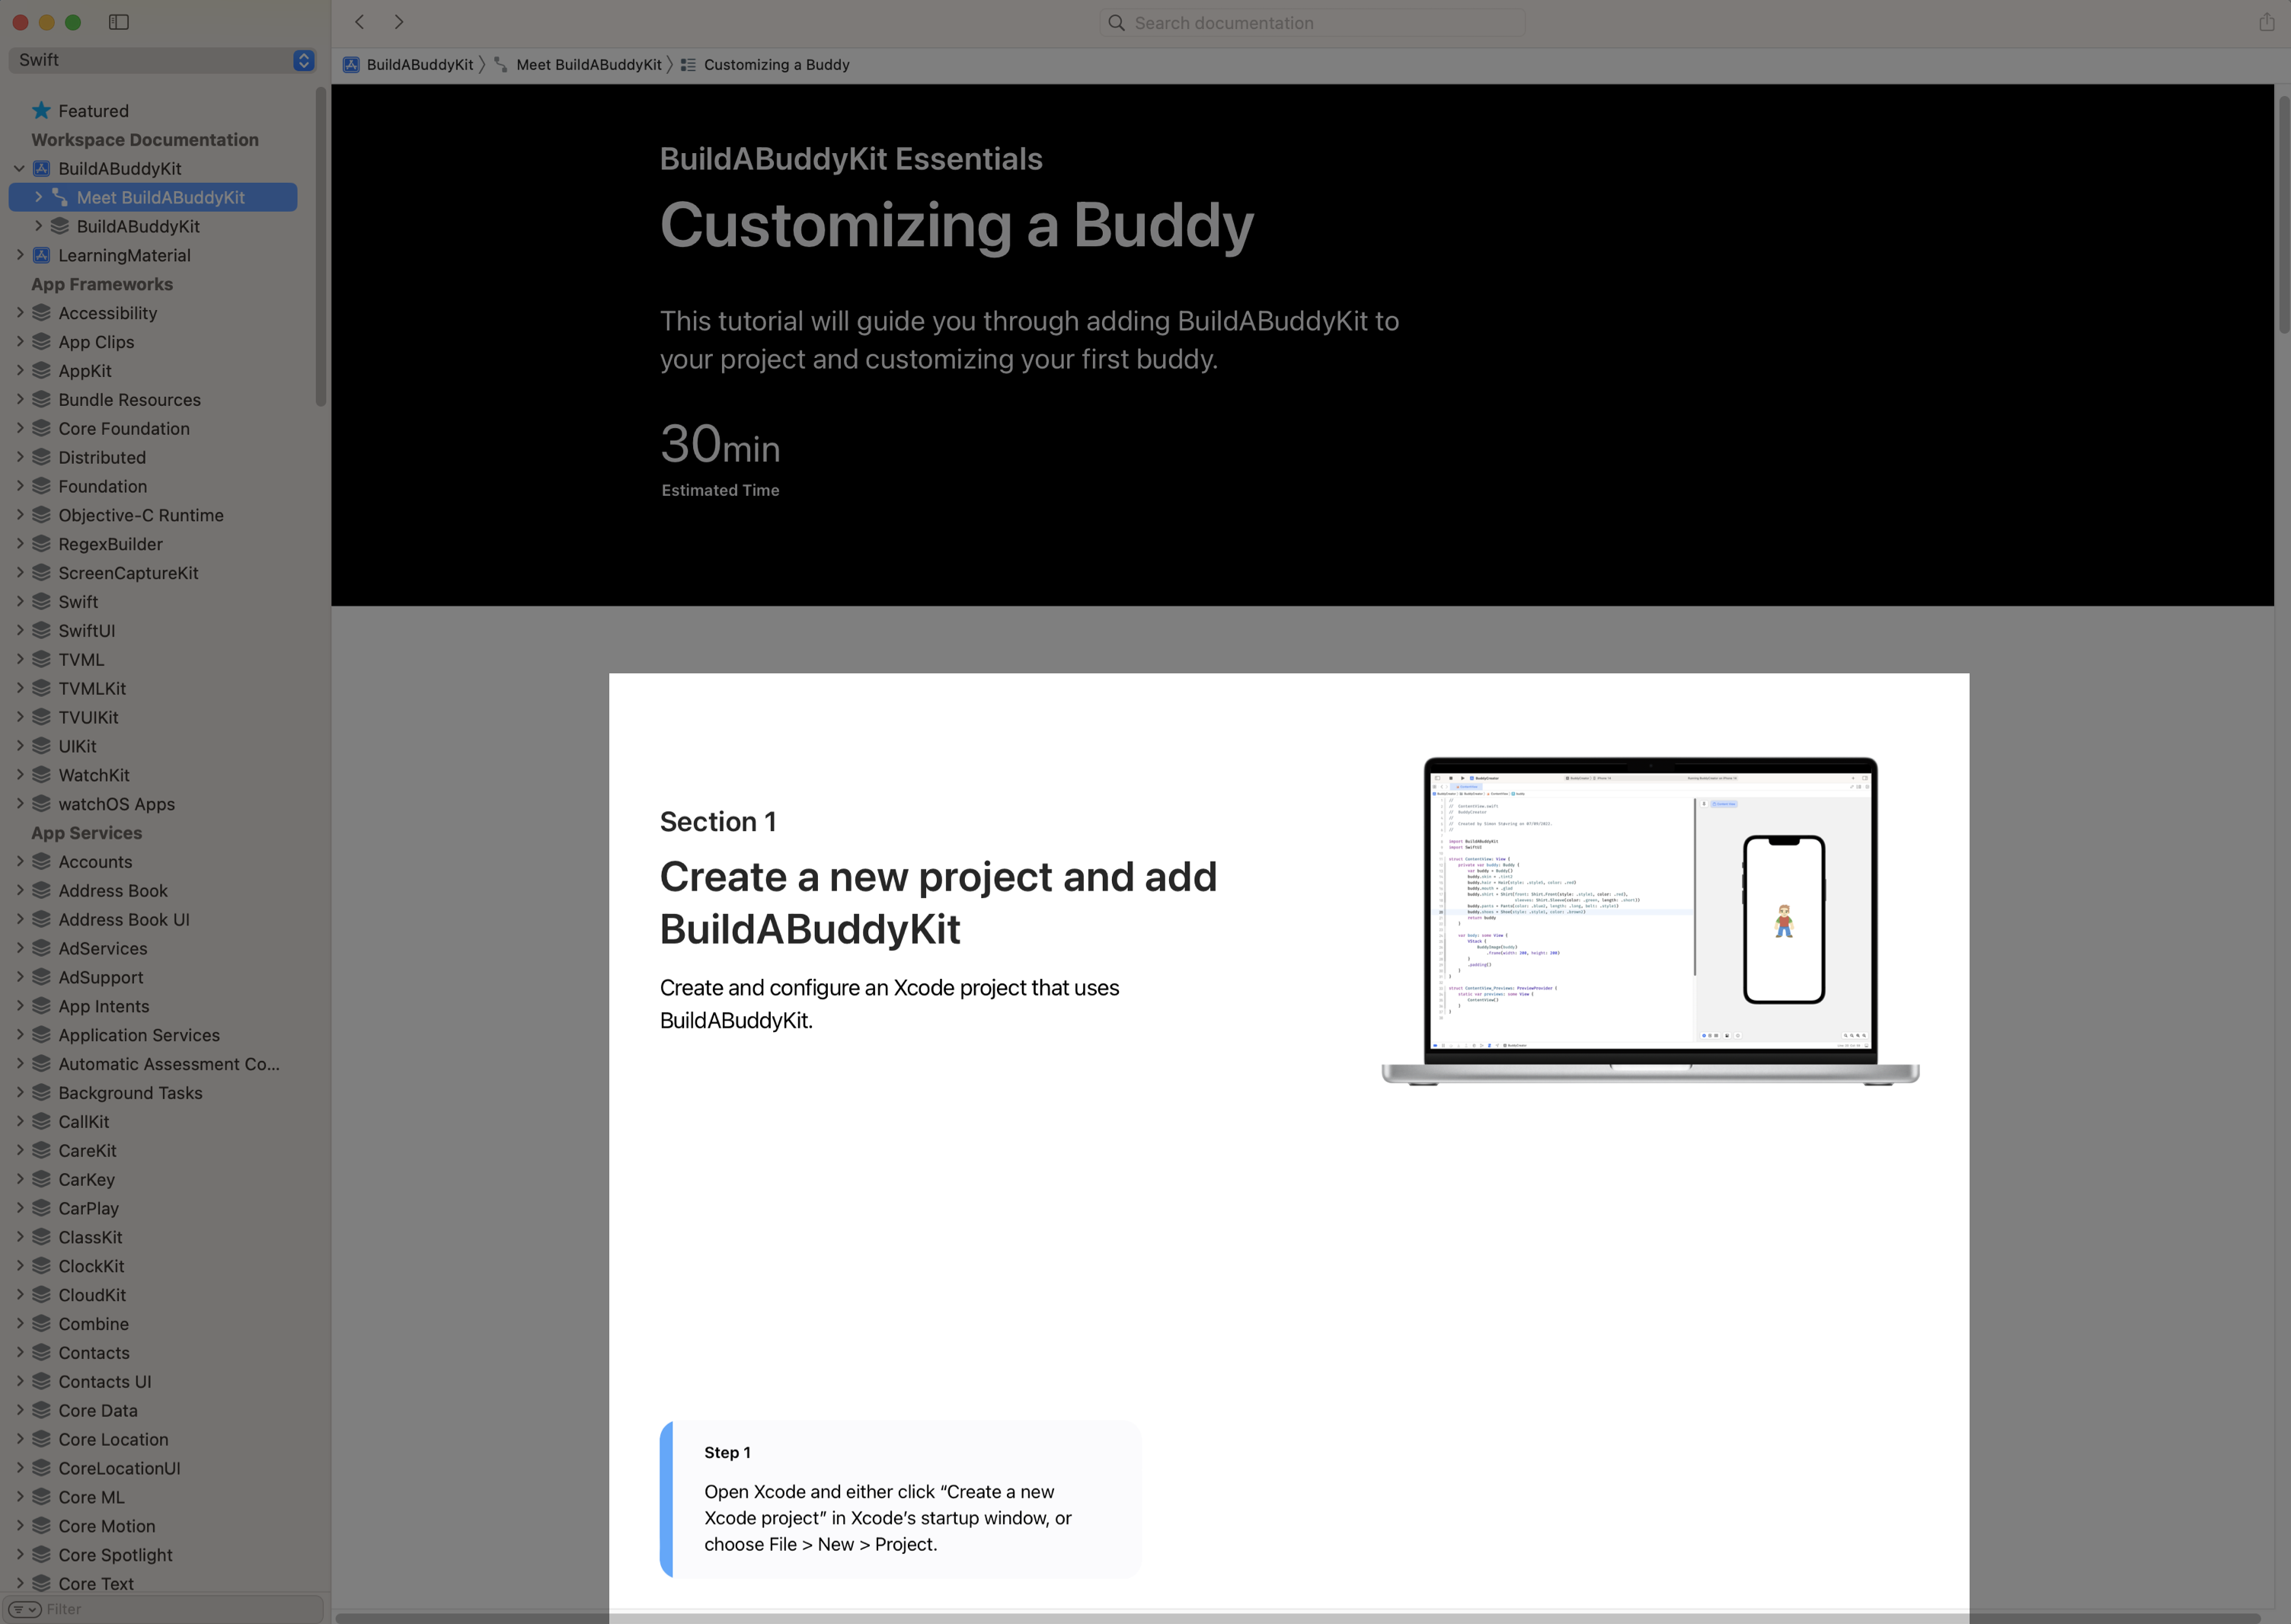 Search documentation
Swift
BuildABuddyKit
Meet BuildABuddyKit
Customizing a Buddy
Featured
Workspace Documentation
BuildABuddyKit
Meet BuildABuddyKit
BuildABuddyKit
LearningMaterial
App Frameworks
Accessibility
App Clips
AppKit
Bundle Resources
Core Foundation
Distributed
Foundation
Objective-C Runtime
RegexBuilder
ScreenCaptureKit
Swift
SwiftUI
TVML
TVMLKit
TVUIKit
UIKit
WatchKit
watchOS Apps
App Services
Accounts
Address Book
Address Book UI
AdServices
AdSupport
App Intents
Application Services
Automatic Assessment Co...
Background Tasks
CallKit
CareKit
CarKey
CarPlay
ClassKit
ClockKit
CloudKit
Combine
Contacts
Contacts UI
Core Data
Core Location
CoreLocationUI
Core ML
Core Motion
Core Spotlight
Core Text
Filter
BuildABuddyKit Essentials
Customizing a Buddy
This tutorial will guide you through adding BuildABuddyKit to
your project and customizing your first buddy.
30min
Estimated Time
Section 1
Create a new project and add
BuildABuddyKit
Create and configure an Xcode project that uses
BuildABuddyKit.
Step 1
Open Xcode and either click “Create a new
Xcode project” in Xcode’s startup window, or
choose File > New > Project.